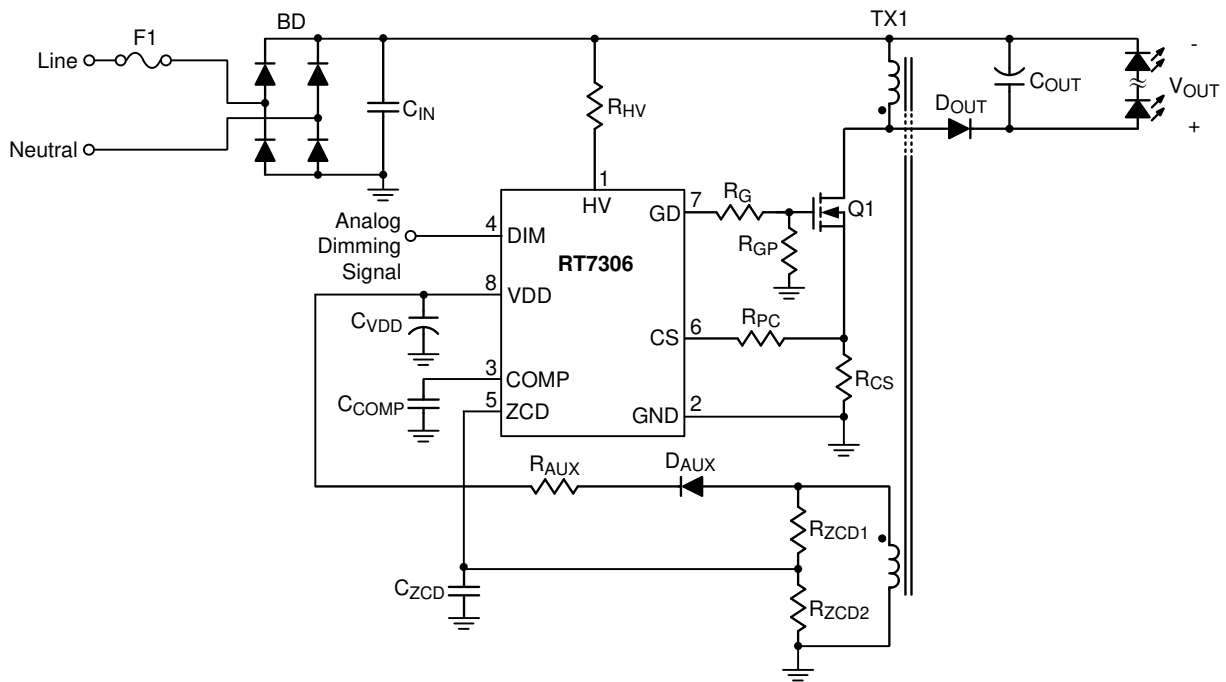 F1
BD
TX1
Line
Neutral
C_IN
R_HV
D_OUT
C_OUT
-
V_OUT
+
1
HV
Analog
Dimming
Signal
4
DIM
GD
7
R_G
Q1
R_GP
RT7306
8
VDD
C_VDD
CS
6
R_PC
R_CS
3
COMP
C_COMP
5
ZCD
GND
2
R_AUX
D_AUX
R_ZCD1
C_ZCD
R_ZCD2